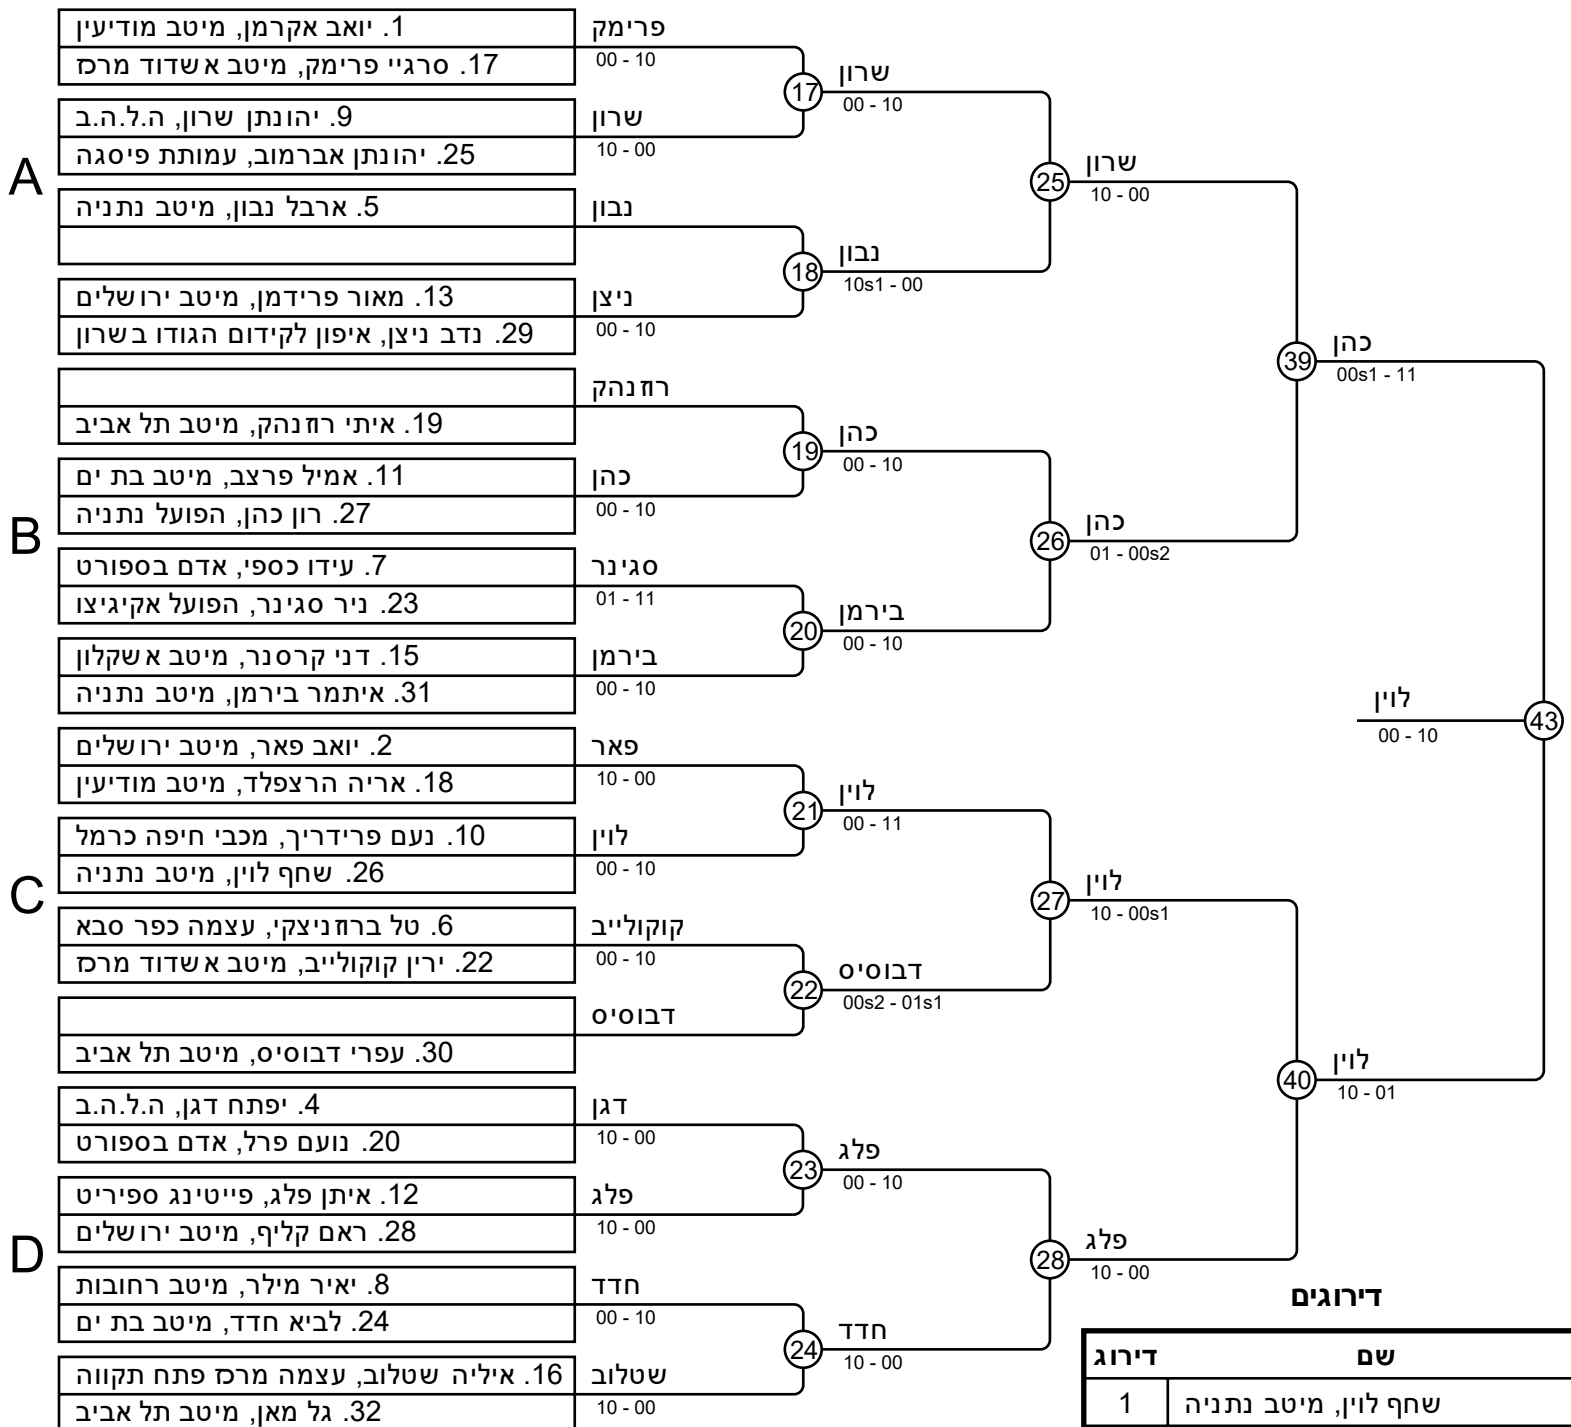 A
1. יואב אקרמן, מיטב מודיעין
17. סרגיי פרימק, מיטב אשדוד מרכז
9. יהונתן שרון, ה.ל.ה.ב
25. יהונתן אברמוב, עמותת פיסגה
5. ארבל נבון, מיטב נתניה
13. מאור פרידמן, מיטב ירושלים
29. נדב ניצן, איפון לקידום הגודו בשרון
B
19. איתי רוזנהק, מיטב תל אביב
11. אמיל פרצב, מיטב בת ים
27. רון כהן, הפועל נתניה
7. עידו כספי, אדם בספורט
23. ניר סגינר, הפועל אקיגיצו
15. דני קרסנר, מיטב אשקלון
31. איתמר בירמן, מיטב נתניה
C
2. יואב פאר, מיטב ירושלים
18. אריה הרצפלד, מיטב מודיעין
10. נעם פרידריך, מכבי חיפה כרמל
26. שחף לוין, מיטב נתניה
6. טל ברוזניצקי, עצמה כפר סבא
22. ירין קוקולייב, מיטב אשדוד מרכז
30. עפרי דבוסיס, מיטב תל אביב
D
4. יפתח דגן, ה.ל.ה.ב
20. נועם פרל, אדם בספורט
12. איתן פלג, פייטינג ספיריט
28. ראם קליף, מיטב ירושלים
8. יאיר מילר, מיטב רחובות
24. לביא חדד, מיטב בת ים
16. איליה שטלוב, עצמה מרכז פתח תקווה
32. גל מאן, מיטב תל אביב
פרימק
00 - 10
שרון
10 - 00
נבון
ניצן
00 - 10
רוזנהק
כהן
00 - 10
סגינר
01 - 11
בירמן
00 - 10
פאר
10 - 00
לוין
00 - 10
קוקולייב
00 - 10
דבוסיס
דגן
10 - 00
פלג
10 - 00
חדד
00 - 10
שטלוב
10 - 00
17
שרון
00 - 10
18
נבון
10s1 - 00
19
כהן
00 - 10
20
בירמן
00 - 10
21
לוין
00 - 11
22
דבוסיס
00s2 - 01s1
23
פלג
00 - 10
24
חדד
10 - 00
25
שרון
10 - 00
26
כהן
01 - 00s2
27
לוין
10 - 00s1
28
פלג
10 - 00
39
כהן
00s1 - 11
40
לוין
10 - 01
43
לוין
00 - 10
דירוגים
שם דירוג
1 שחף לוין, מיטב נתניה